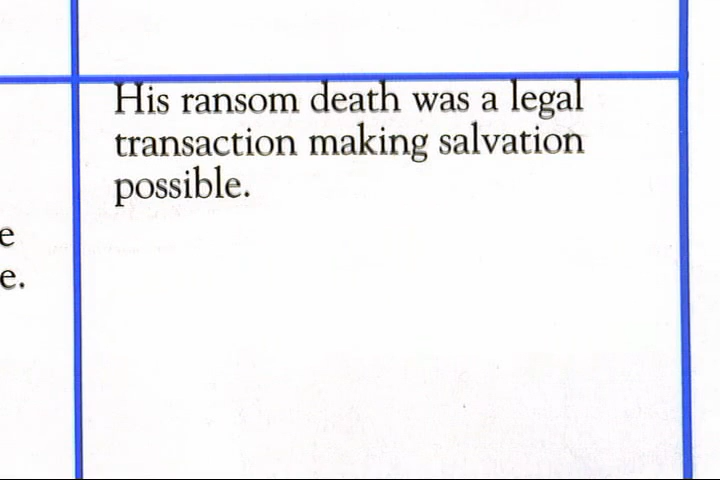 His ransom death was a legal
transaction making salvation
possible.
e
e.